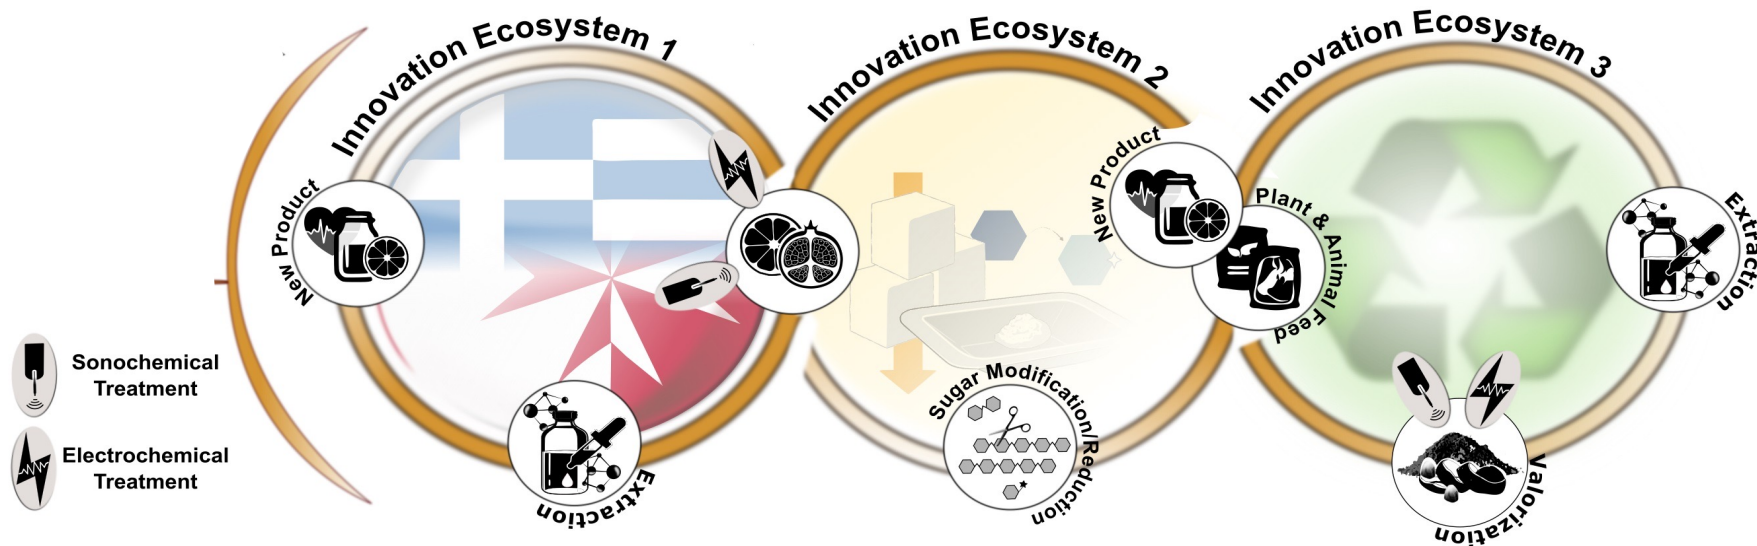 Innovation Ecosystem 1
Innovation Ecosystem 2
Innovation Ecosystem 3
New Product
Extraction
New Product
Plant & Animal Feed
Sugar Modification/Reduction
Extraction
Valorization
Sonochemical
Treatment
Electrochemical
Treatment